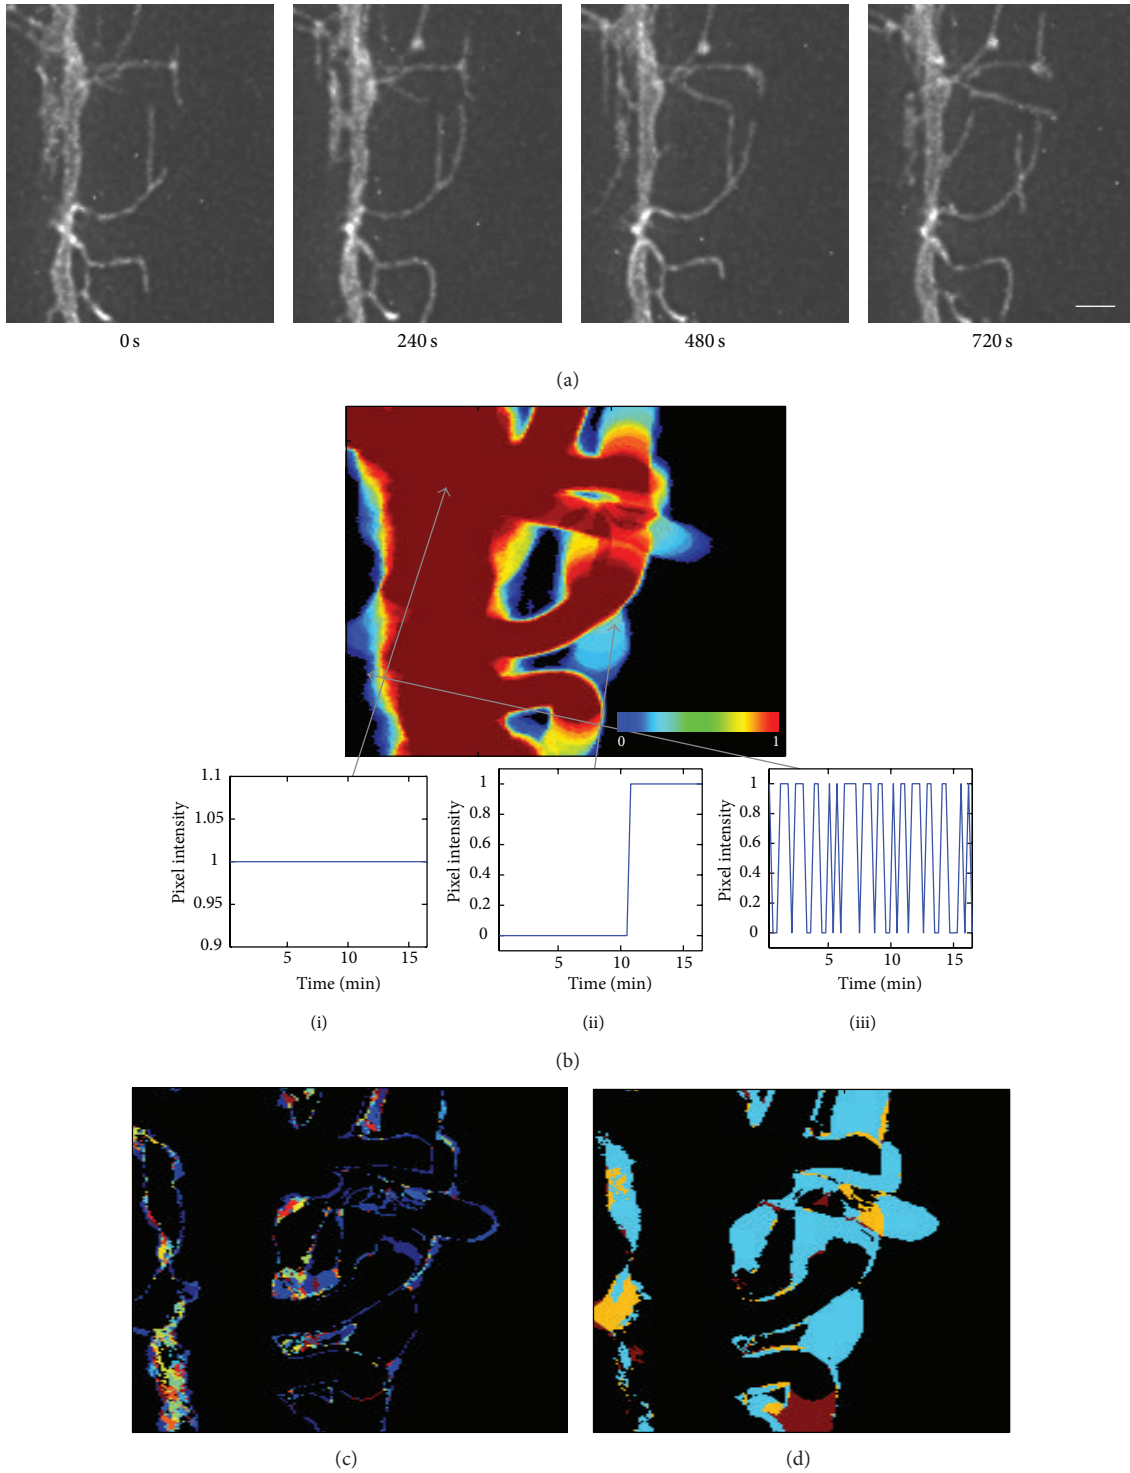 0 s 240 s 480 s 720 s
(a)
0 1
1.1
1.05
1
0.95
0.9
Pixel intensity
5 10 15
Time (min)
(i)
1
0.8
0.6
0.4
0.2
0
Pixel intensity
5 10 15
Time (min)
(ii)
1
0.8
0.6
0.4
0.2
0
Pixel intensity
5 10 15
Time (min)
(iii)
(b)
(c) (d)